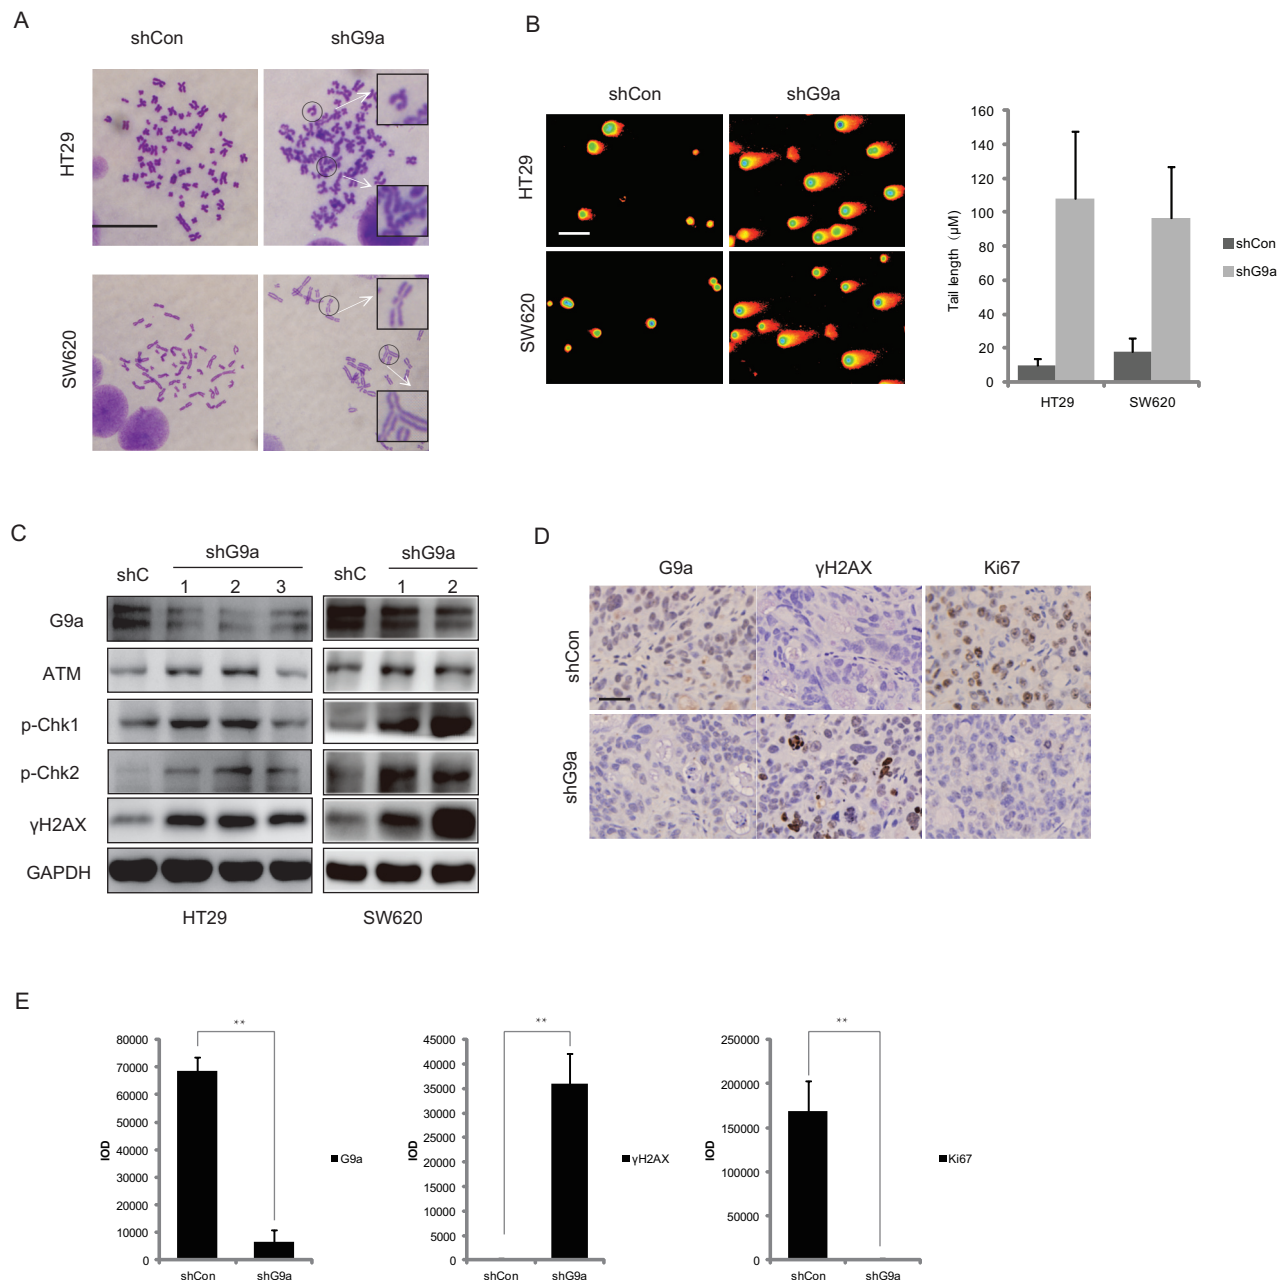 A
shCon shG9a
HT29
SW620
B
shCon shG9a
HT29
SW620
160
140
120
100
80
60
40
20
0
Tail length（μM）
HT29 SW620
shCon
shG9a
C
shG9a shG9a
shC 1 2 3 shC 1 2
G9a
ATM
p-Chk1
p-Chk2
γH2AX
GAPDH
HT29 SW620
D
G9a γH2AX Ki67
shCon
shG9a
E
**
80000
70000
60000
50000
40000
30000
20000
10000
0
IOD
shCon shG9a
G9a
**
45000
40000
35000
30000
25000
20000
15000
10000
5000
0
IOD
shCon shG9a
γH2AX
**
250000
200000
150000
100000
50000
0
IOD
shCon shG9a
Ki67